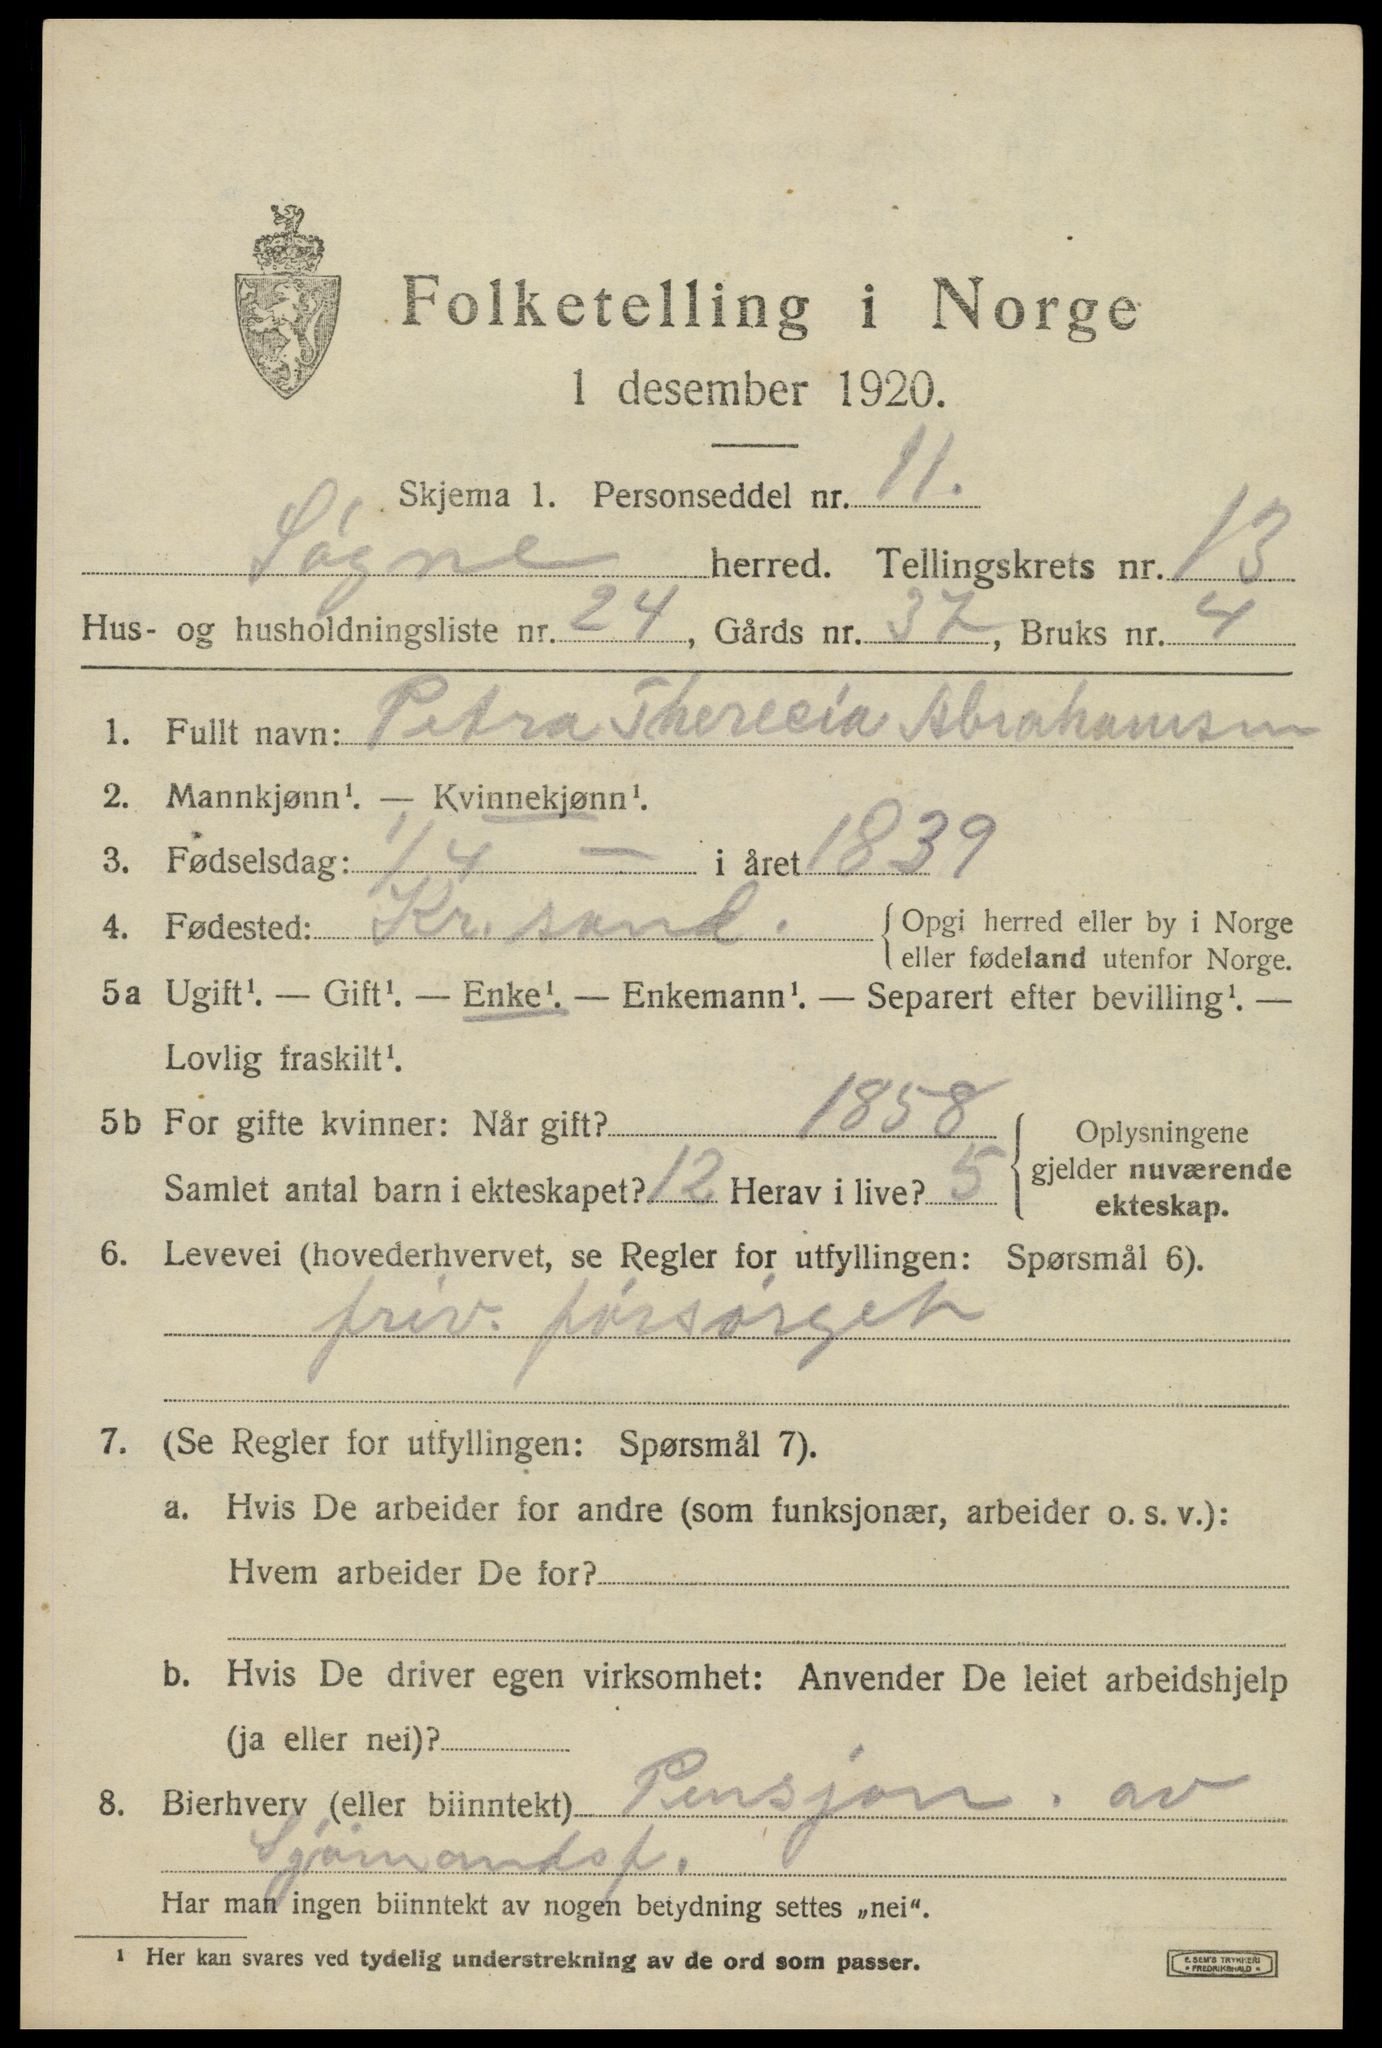 Folketelling i Norge
1 desember 1920.
Skjema 1. Personseddel nr. 11.
Søgne herred. Tellingskrets nr. 13
Hus- og husholdningsliste nr. 24, Gårds nr. 37, Bruks nr. 4
1. Fullt navn: Petra Therecia Abrahamsen
2. Mannkjønn¹. — Kvinnekjønn¹.
3. Fødselsdag: 1/4 — i året 1839
4. Fødested: Kr.sand. { Opgi herred eller by i Norge
eller fødeland utenfor Norge.
5a Ugift¹. — Gift¹. — Enke¹. — Enkemann¹. — Separert efter bevilling¹. —
Lovlig fraskilt¹.
5b For gifte kvinner: Når gift? 1858
Samlet antal barn i ekteskapet? 12 Herav i live? 5
{ Oplysningene
gjelder nuværende
ekteskap.
6. Levevei (hovederhvervet, se Regler for utfyllingen: Spørsmål 6).
priv. forsørget
7. (Se Regler for utfyllingen: Spørsmål 7).
a. Hvis De arbeider for andre (som funksjonær, arbeider o. s. v.):
Hvem arbeider De for?
b. Hvis De driver egen virksomhet: Anvender De leiet arbeidshjelp
(ja eller nei)?
8. Bierhverv (eller biinntekt) Pensjon. av
Sjömandsf.
Har man ingen biinntekt av nogen betydning settes „nei“.
¹ Her kan svares ved tydelig understrekning av de ord som passer.
E. SEM'S TRYKKERI
* FREDRIKSHALD *